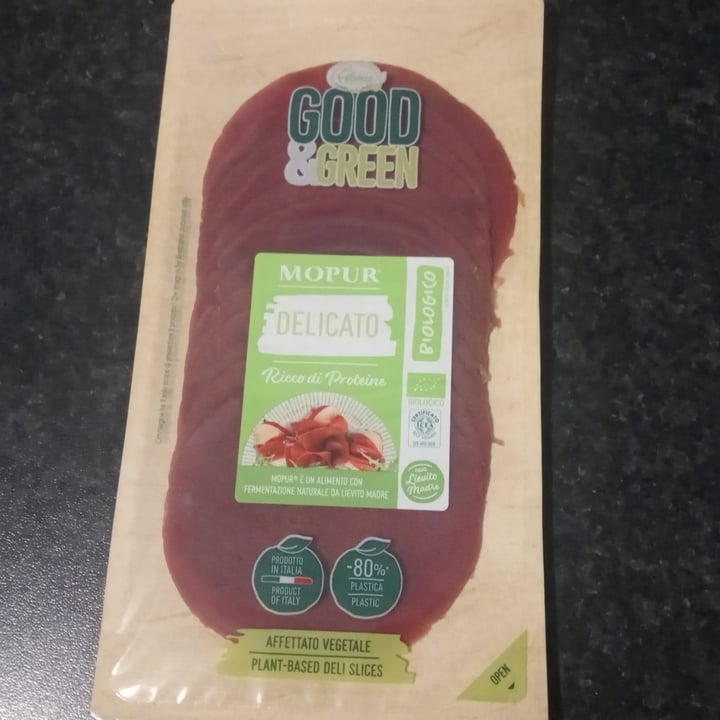 GOOD
&GREEN
MOPUR®
DELICATO
Ricco di Proteine
MOPUR® È UN ALIMENTO CON
FERMENTAZIONE NATURALE DA LIEVITO MADRE
BIOLOGICO
BIOLOGICO
CERTIFICATO
Lievito
Madre
PRODOTTO
IN ITALIA
PRODUCT
OF ITALY
-80%*
PLASTICA
PLASTIC
AFFETTATO VEGETALE
PLANT-BASED DELI SLICES
OPEN